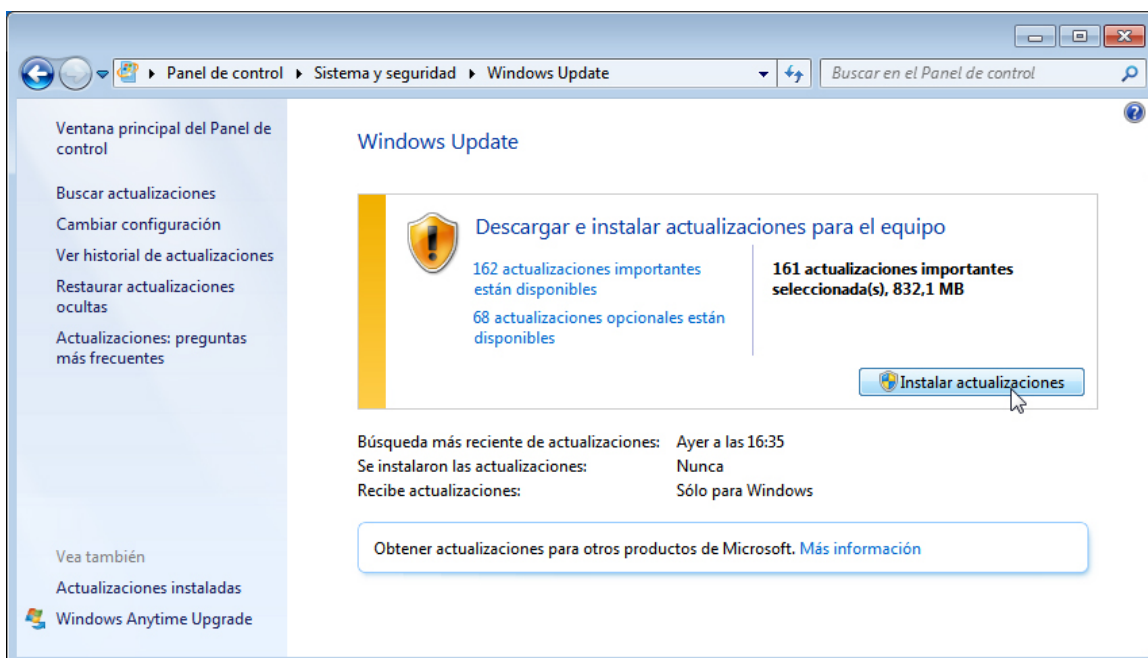 Panel de control ▸ Sistema y seguridad ▸ Windows Update
Buscar en el Panel de control
Ventana principal del Panel de
control
Buscar actualizaciones
Cambiar configuración
Ver historial de actualizaciones
Restaurar actualizaciones
ocultas
Actualizaciones: preguntas
más frecuentes
Vea también
Actualizaciones instaladas
Windows Anytime Upgrade
Windows Update
Descargar e instalar actualizaciones para el equipo
162 actualizaciones importantes
están disponibles
68 actualizaciones opcionales están
disponibles
161 actualizaciones importantes
seleccionada(s), 832,1 MB
Instalar actualizaciones
Búsqueda más reciente de actualizaciones: Ayer a las 16:35
Se instalaron las actualizaciones: Nunca
Recibe actualizaciones: Sólo para Windows
Obtener actualizaciones para otros productos de Microsoft. Más información